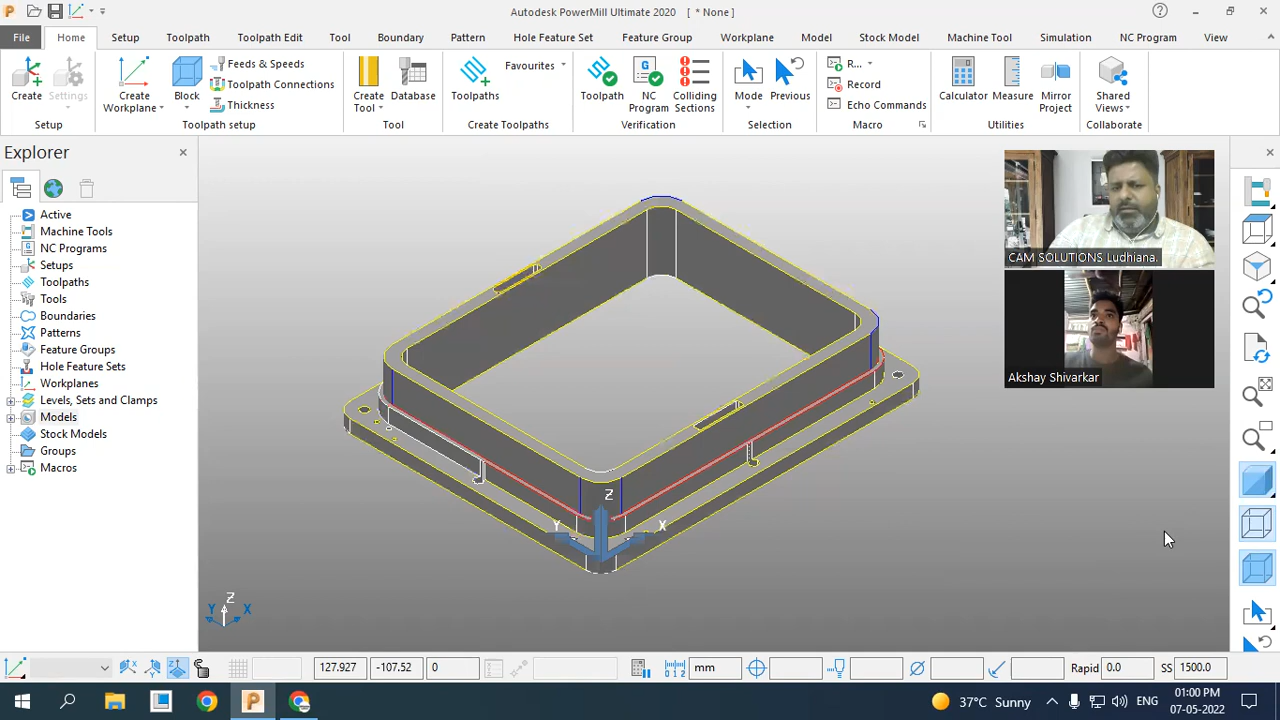 Autodesk PowerMill Ultimate 2020 [ * None ]
File Home Setup Toolpath Toolpath Edit Tool Boundary Pattern Hole Feature Set Feature Group Workplane Model Stock Model Machine Tool Simulation NC Program View
Feeds & Speeds
Toolpath Connections
Thickness
Create
Settings
Setup
Create
Workplane
Block
Toolpath setup
Create
Tool
Database
Tool
Toolpaths
Favourites
Create Toolpaths
Toolpath
NC
Program
Colliding
Sections
Verification
Mode
Previous
Selection
R...
Record
Echo Commands
Macro
Calculator
Measure
Mirror
Project
Utilities
Shared
Views
Collaborate
Explorer
Active
Machine Tools
NC Programs
Setups
Toolpaths
Tools
Boundaries
Patterns
Feature Groups
Hole Feature Sets
Workplanes
Levels, Sets and Clamps
Models
Stock Models
Groups
Macros
CAM SOLUTIONS Ludhiana.
Akshay Shivarkar
Z
Y
X
Z
Y
X
127.927 -107.52 0 mm Rapid 0.0 SS 1500.0
37°C Sunny
ENG
01:00 PM
07-05-2022